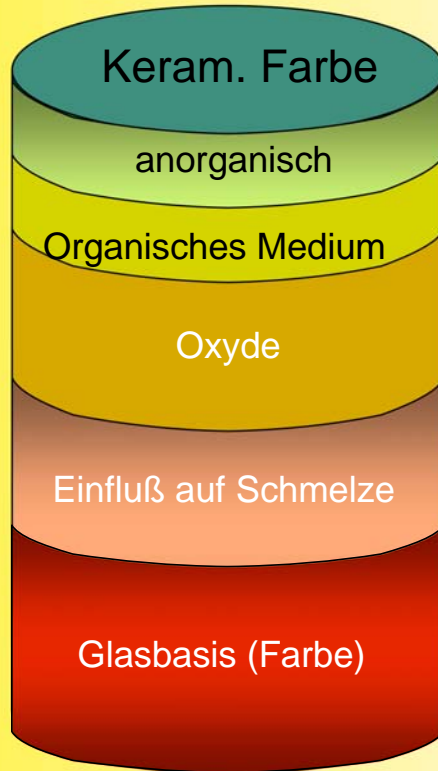 Keram. Farbe
anorganisch
Organisches Medium
Oxyde
Einfluß auf Schmelze
Glasbasis (Farbe)